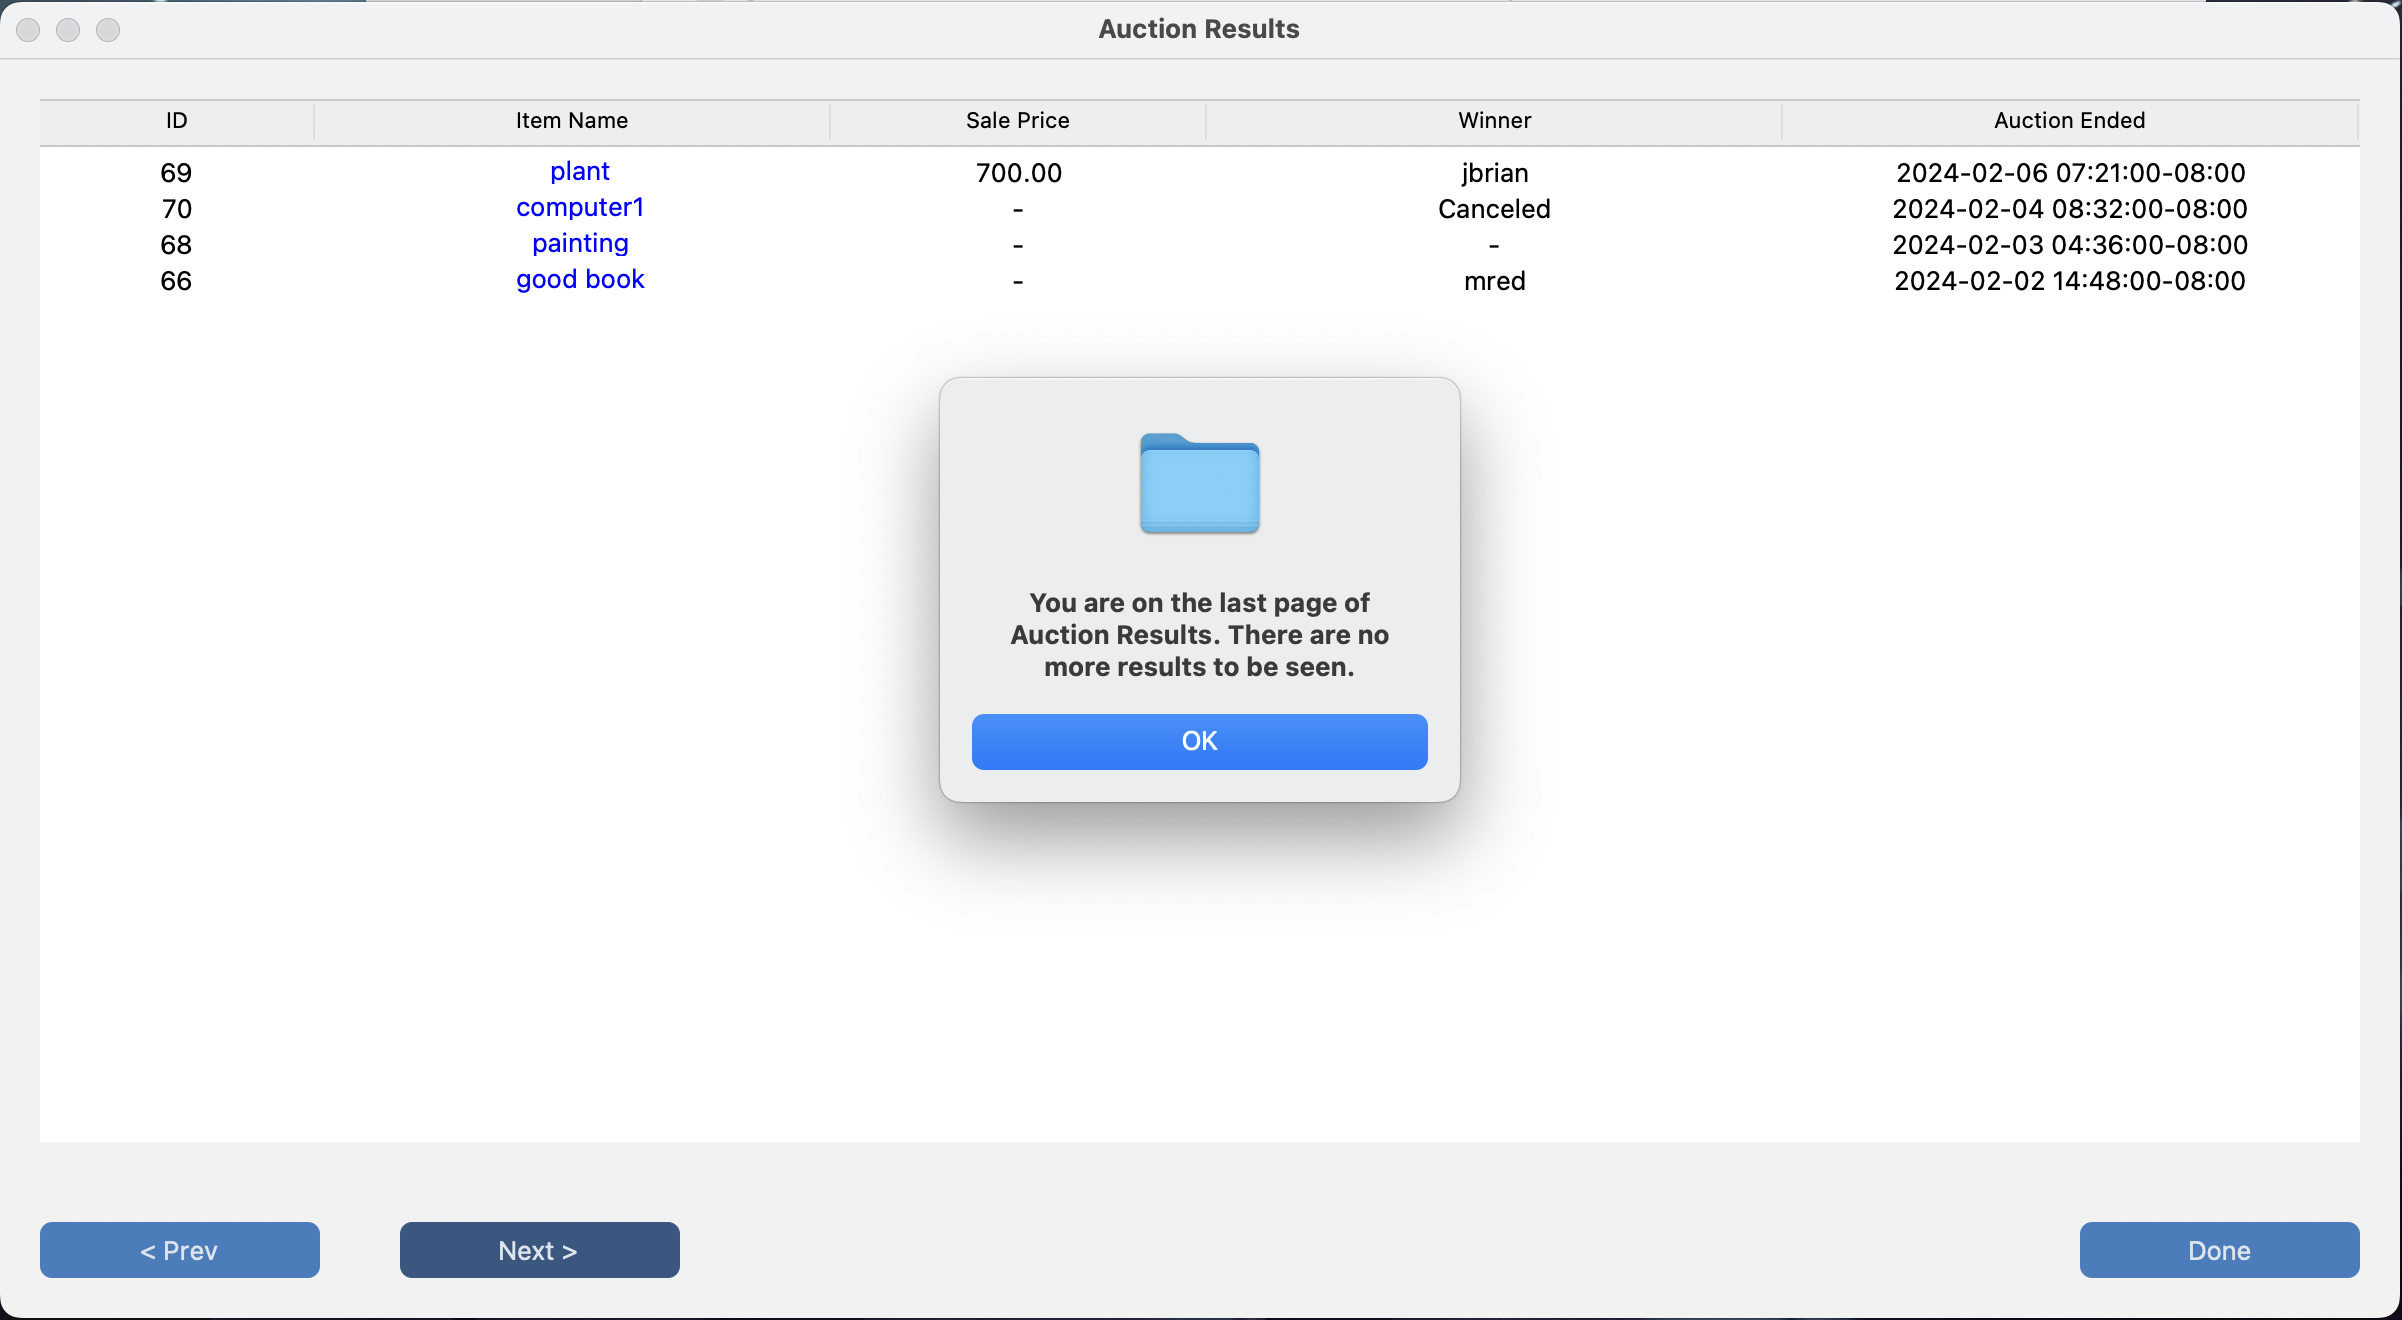 Auction Results
ID Item Name Sale Price Winner Auction Ended
69 plant 700.00 jbrian 2024-02-06 07:21:00-08:00
70 computer1 - Canceled 2024-02-04 08:32:00-08:00
68 painting - - 2024-02-03 04:36:00-08:00
66 good book - mred 2024-02-02 14:48:00-08:00
You are on the last page of
Auction Results. There are no
more results to be seen.
OK
< Prev Next > Done